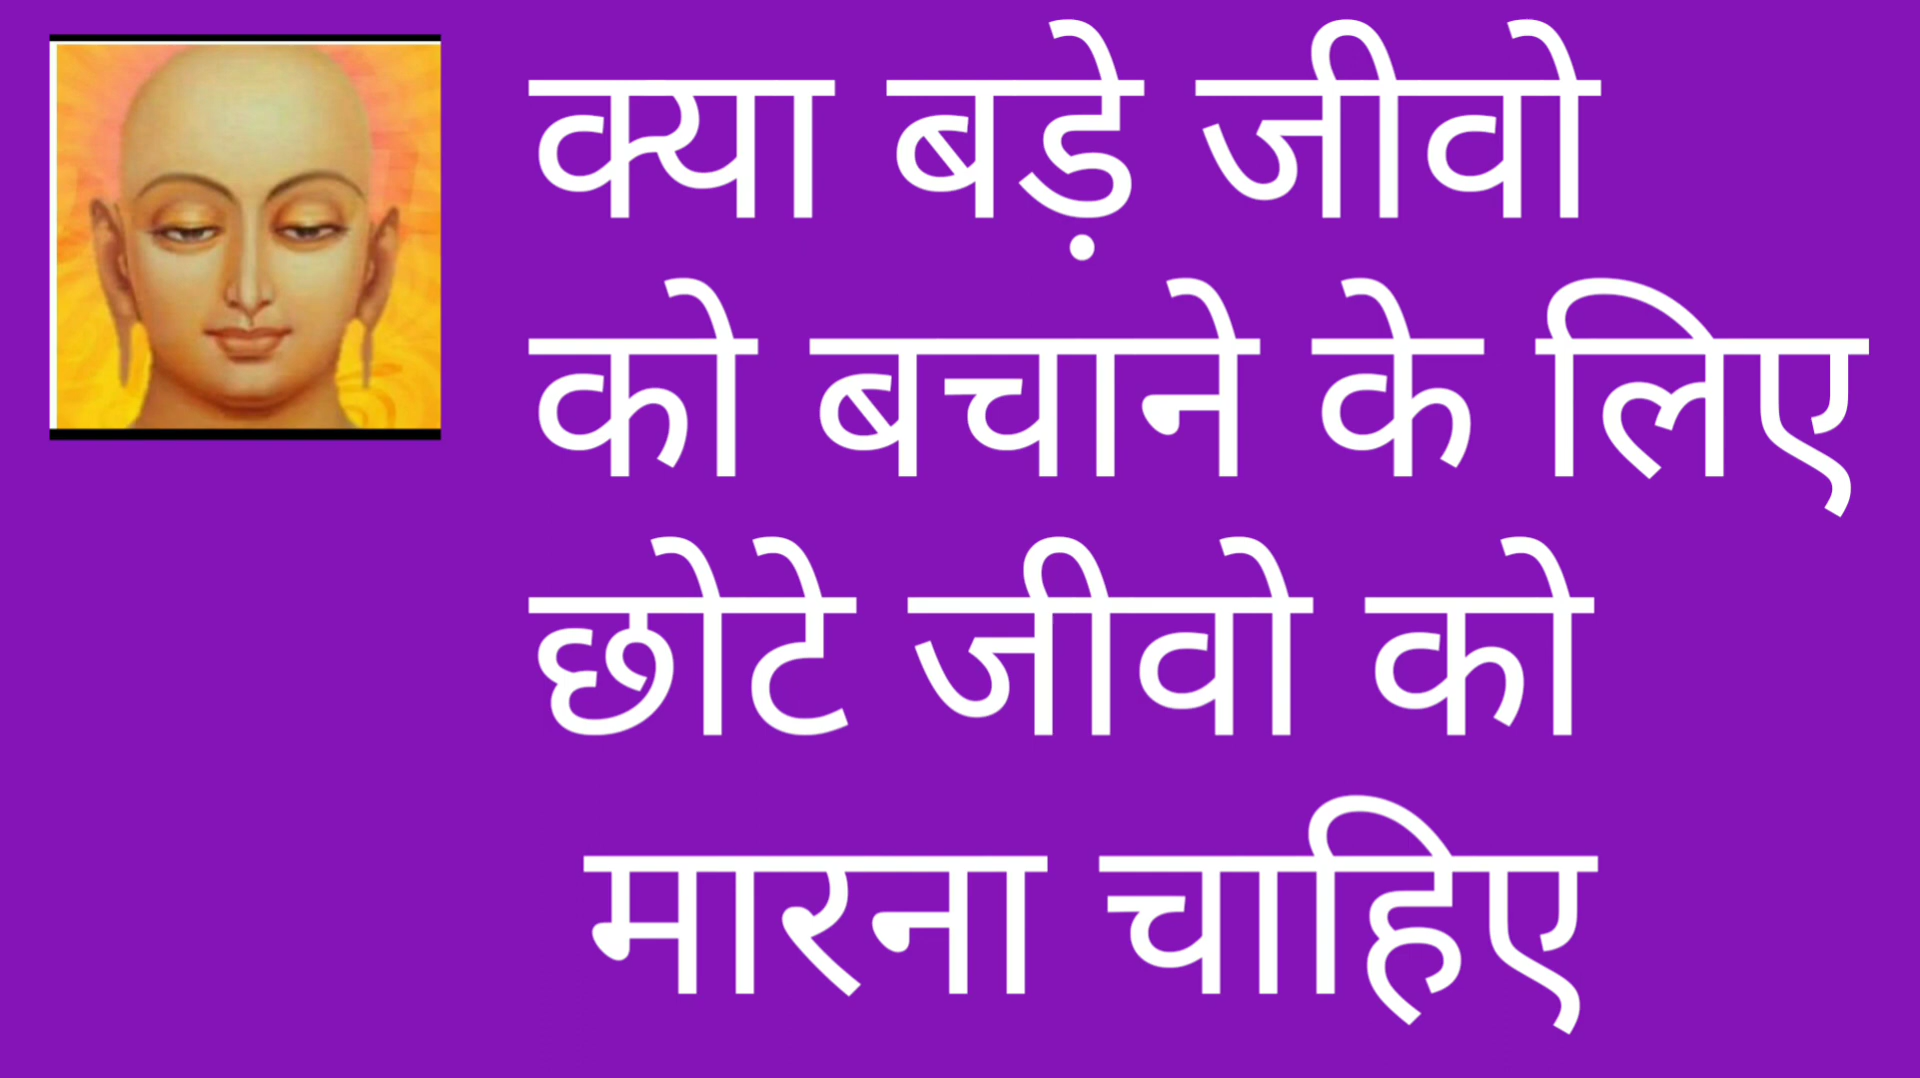 क्या बड़े जीवो
को बचाने के लिए
छोटे जीवो को
मारना चाहिए